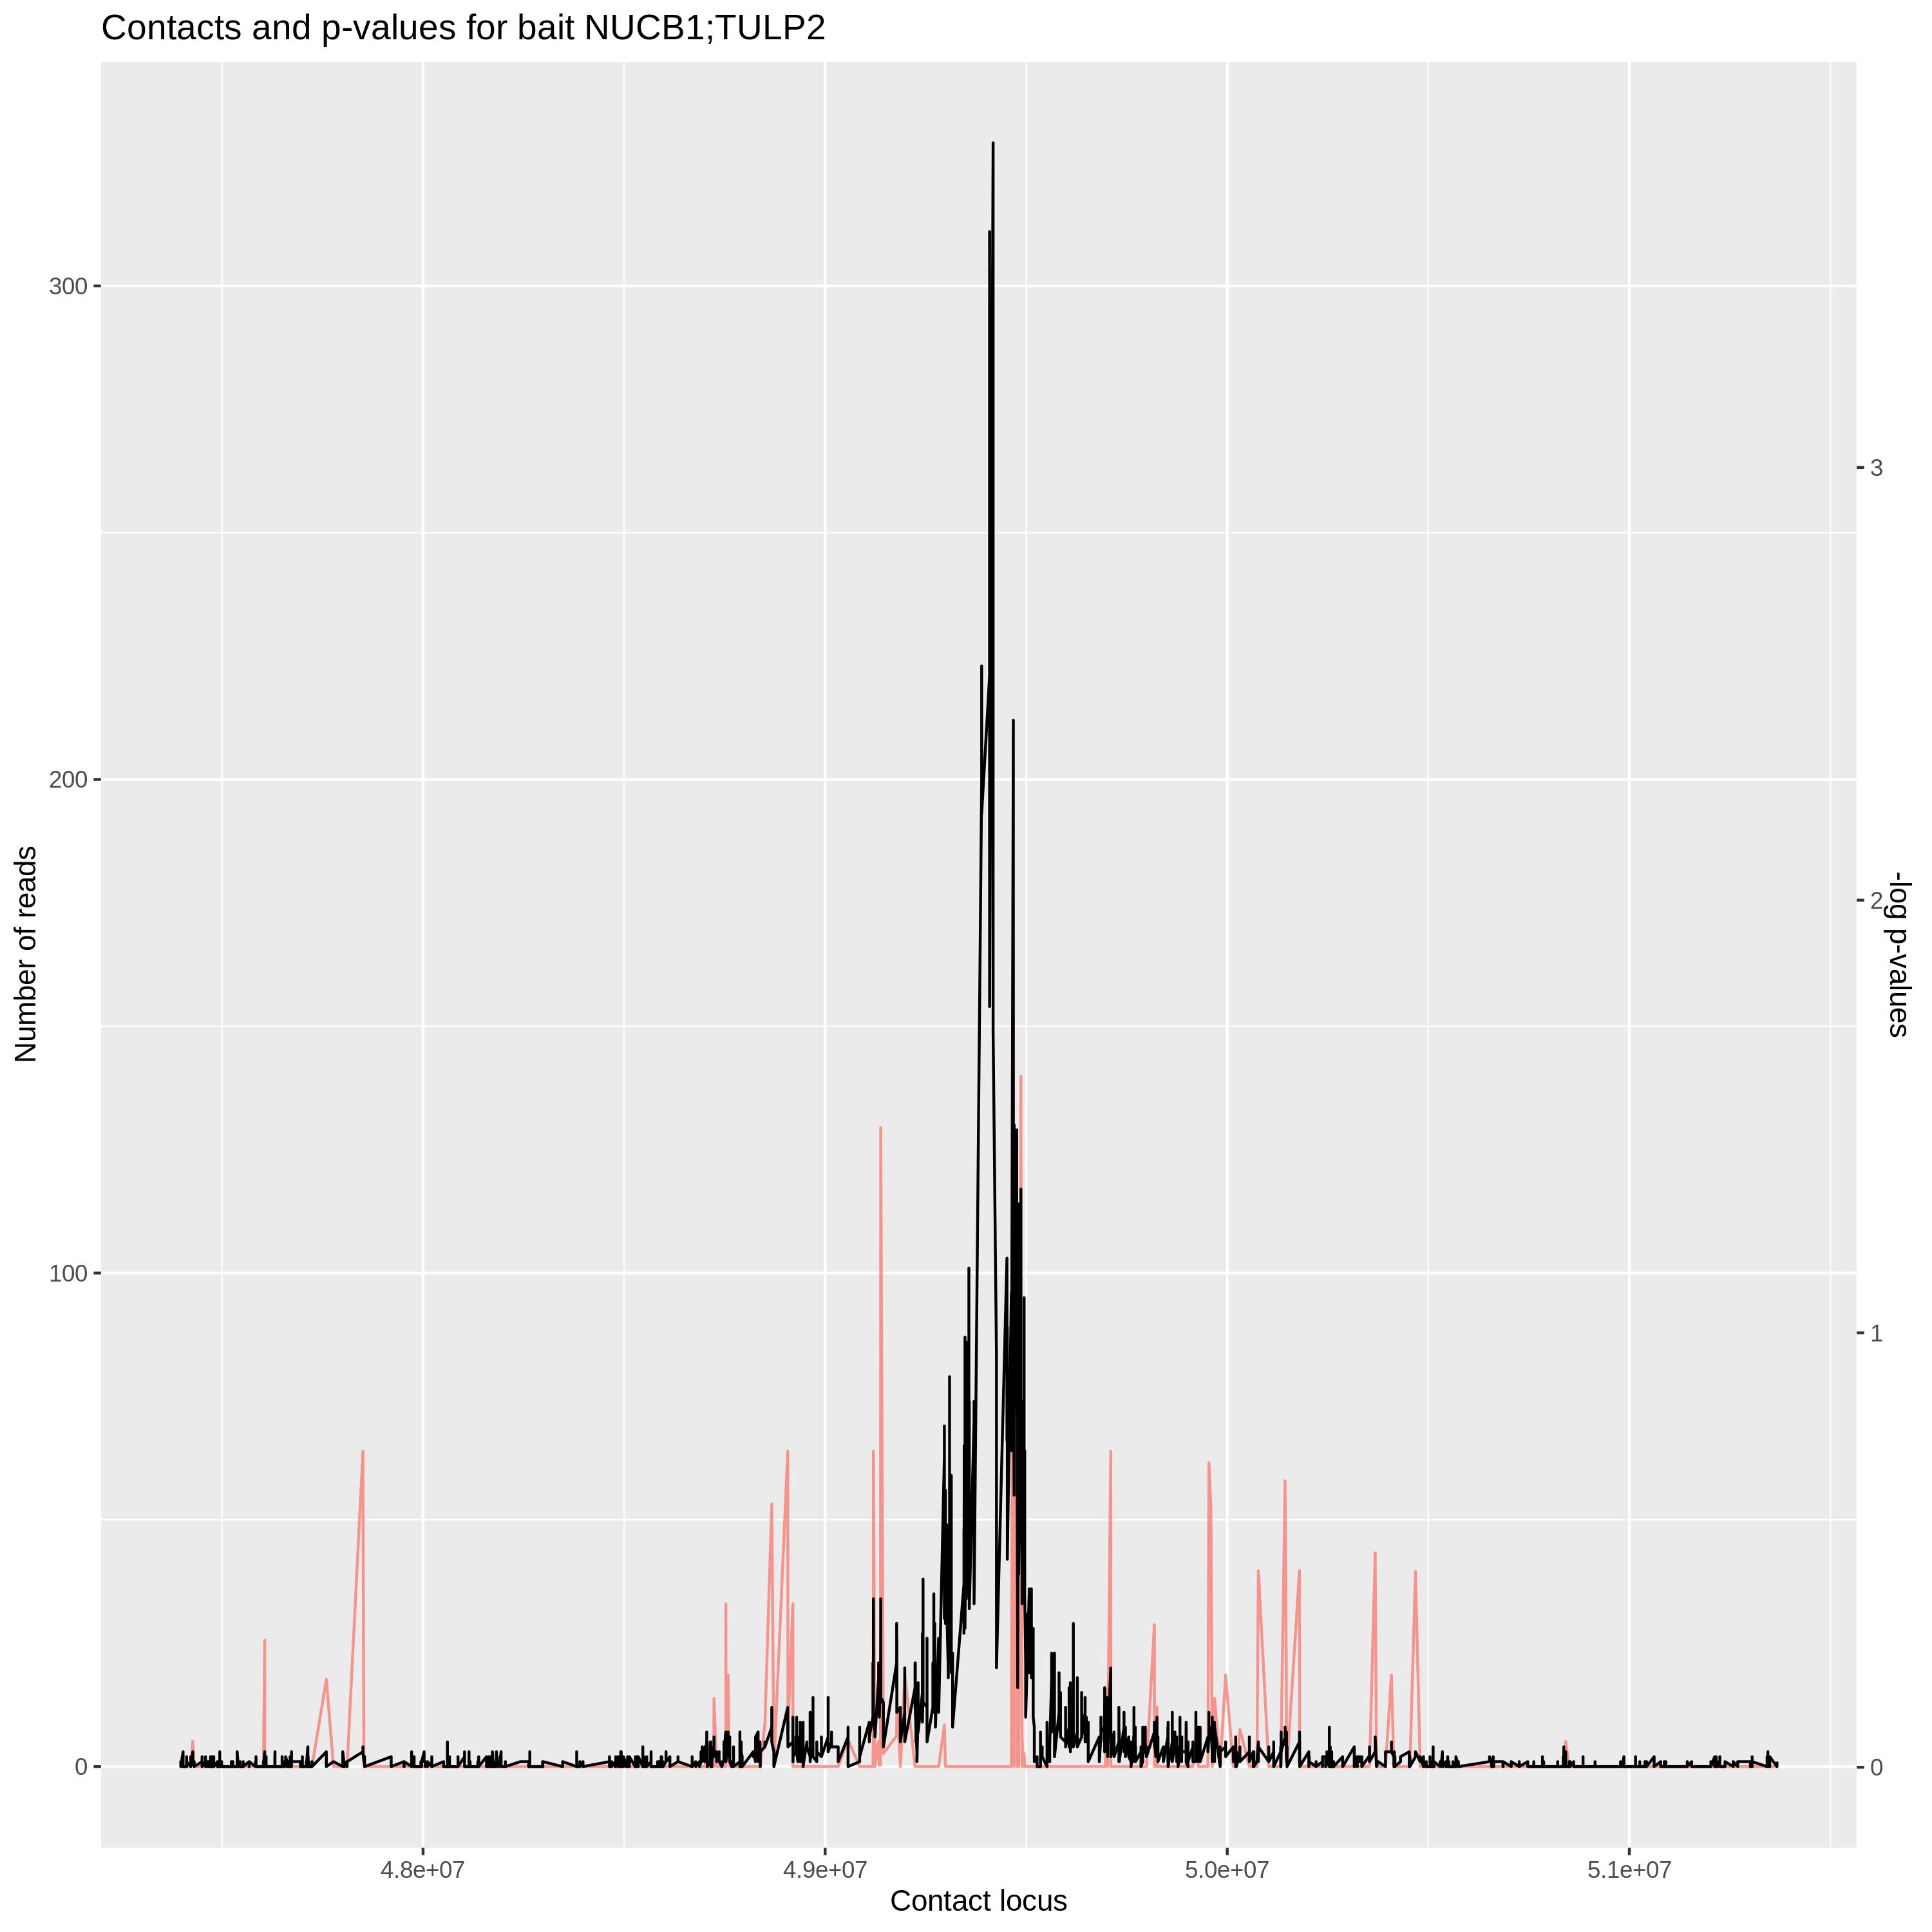 Contacts and p-values for bait NUCB1;TULP2
300
200
100
0
Number of reads
3
2
1
0
-log p-values
4.8e+07
4.9e+07
5.0e+07
5.1e+07
Contact locus